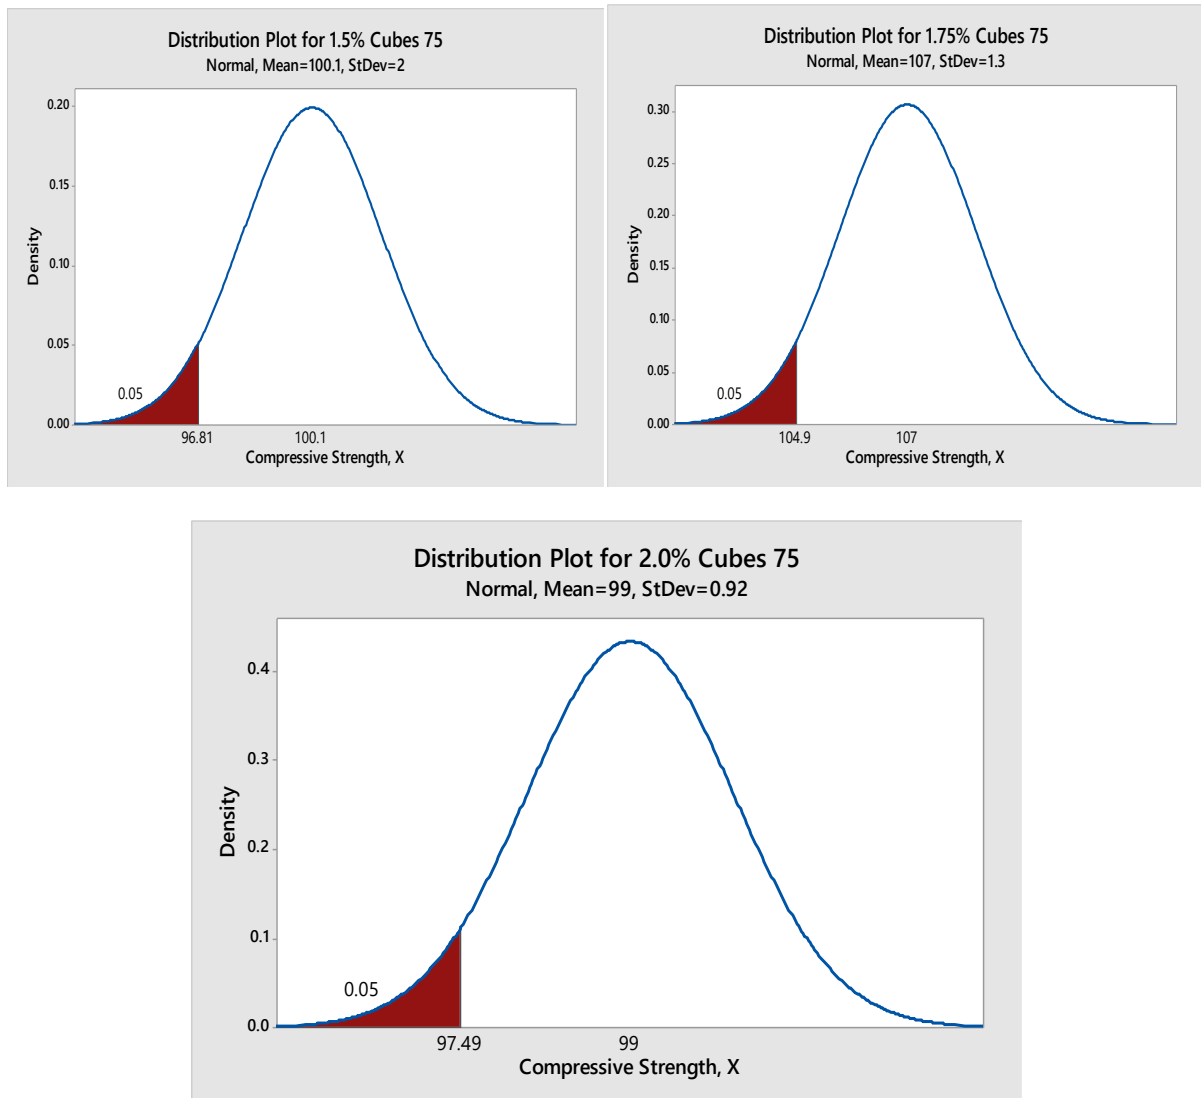 Distribution Plot for 1.5% Cubes 75
Normal, Mean=100.1, StDev=2
0.20
0.15
0.10
0.05
0.00
Density
0.05
96.81 100.1
Compressive Strength, X
Distribution Plot for 1.75% Cubes 75
Normal, Mean=107, StDev=1.3
0.30
0.25
0.20
0.15
0.10
0.05
0.00
Density
0.05
104.9 107
Compressive Strength, X
Distribution Plot for 2.0% Cubes 75
Normal, Mean=99, StDev=0.92
0.4
0.3
0.2
0.1
0.0
Density
0.05
97.49 99
Compressive Strength, X